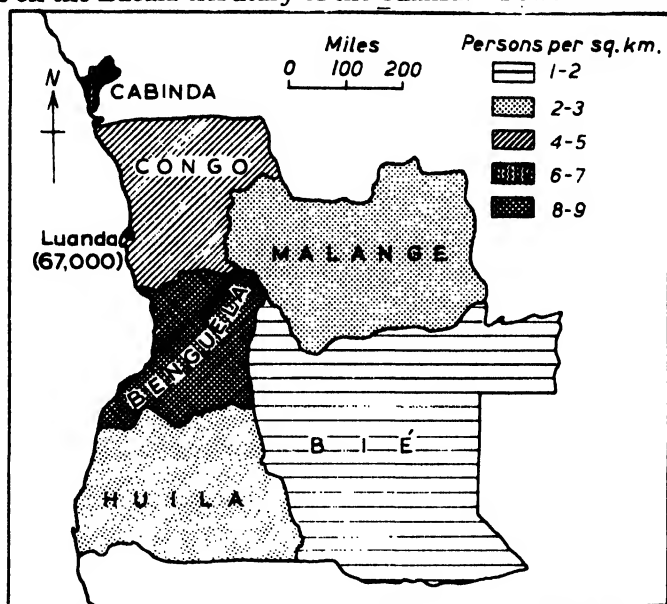 Miles
0 100 200
Persons per sq. km.
1-2
2-3
4-5
6-7
8-9
N
CABINDA
CONGO
Luanda
(67,000)
MALANGE
BENGUELA
BIÉ
HUILA